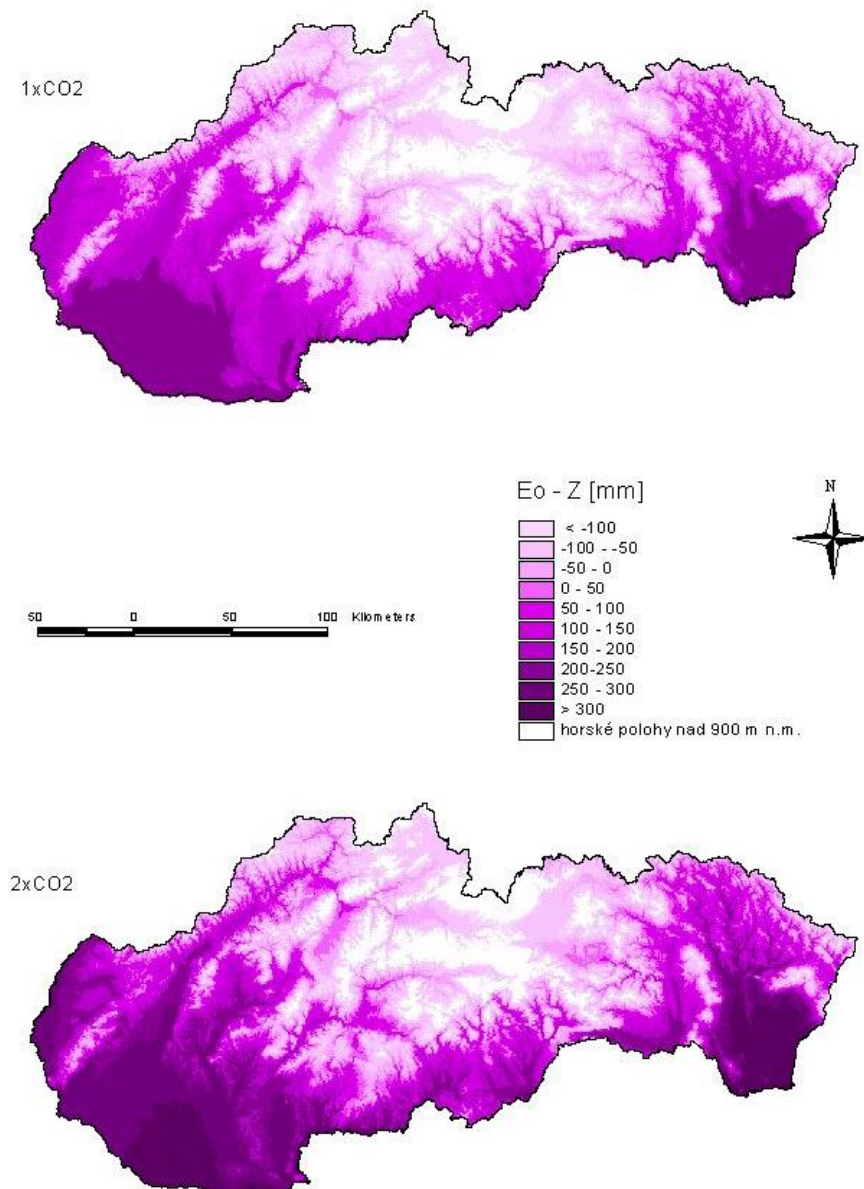 1xCO2
Eo - Z [mm]
N
< -100
-100 - -50
-50 - 0
0 - 50
50 - 100
100 - 150
150 - 200
200-250
250 - 300
> 300
horské polohy nad 900 m n.m.
50 0 50 100 Kilometers
2xCO2